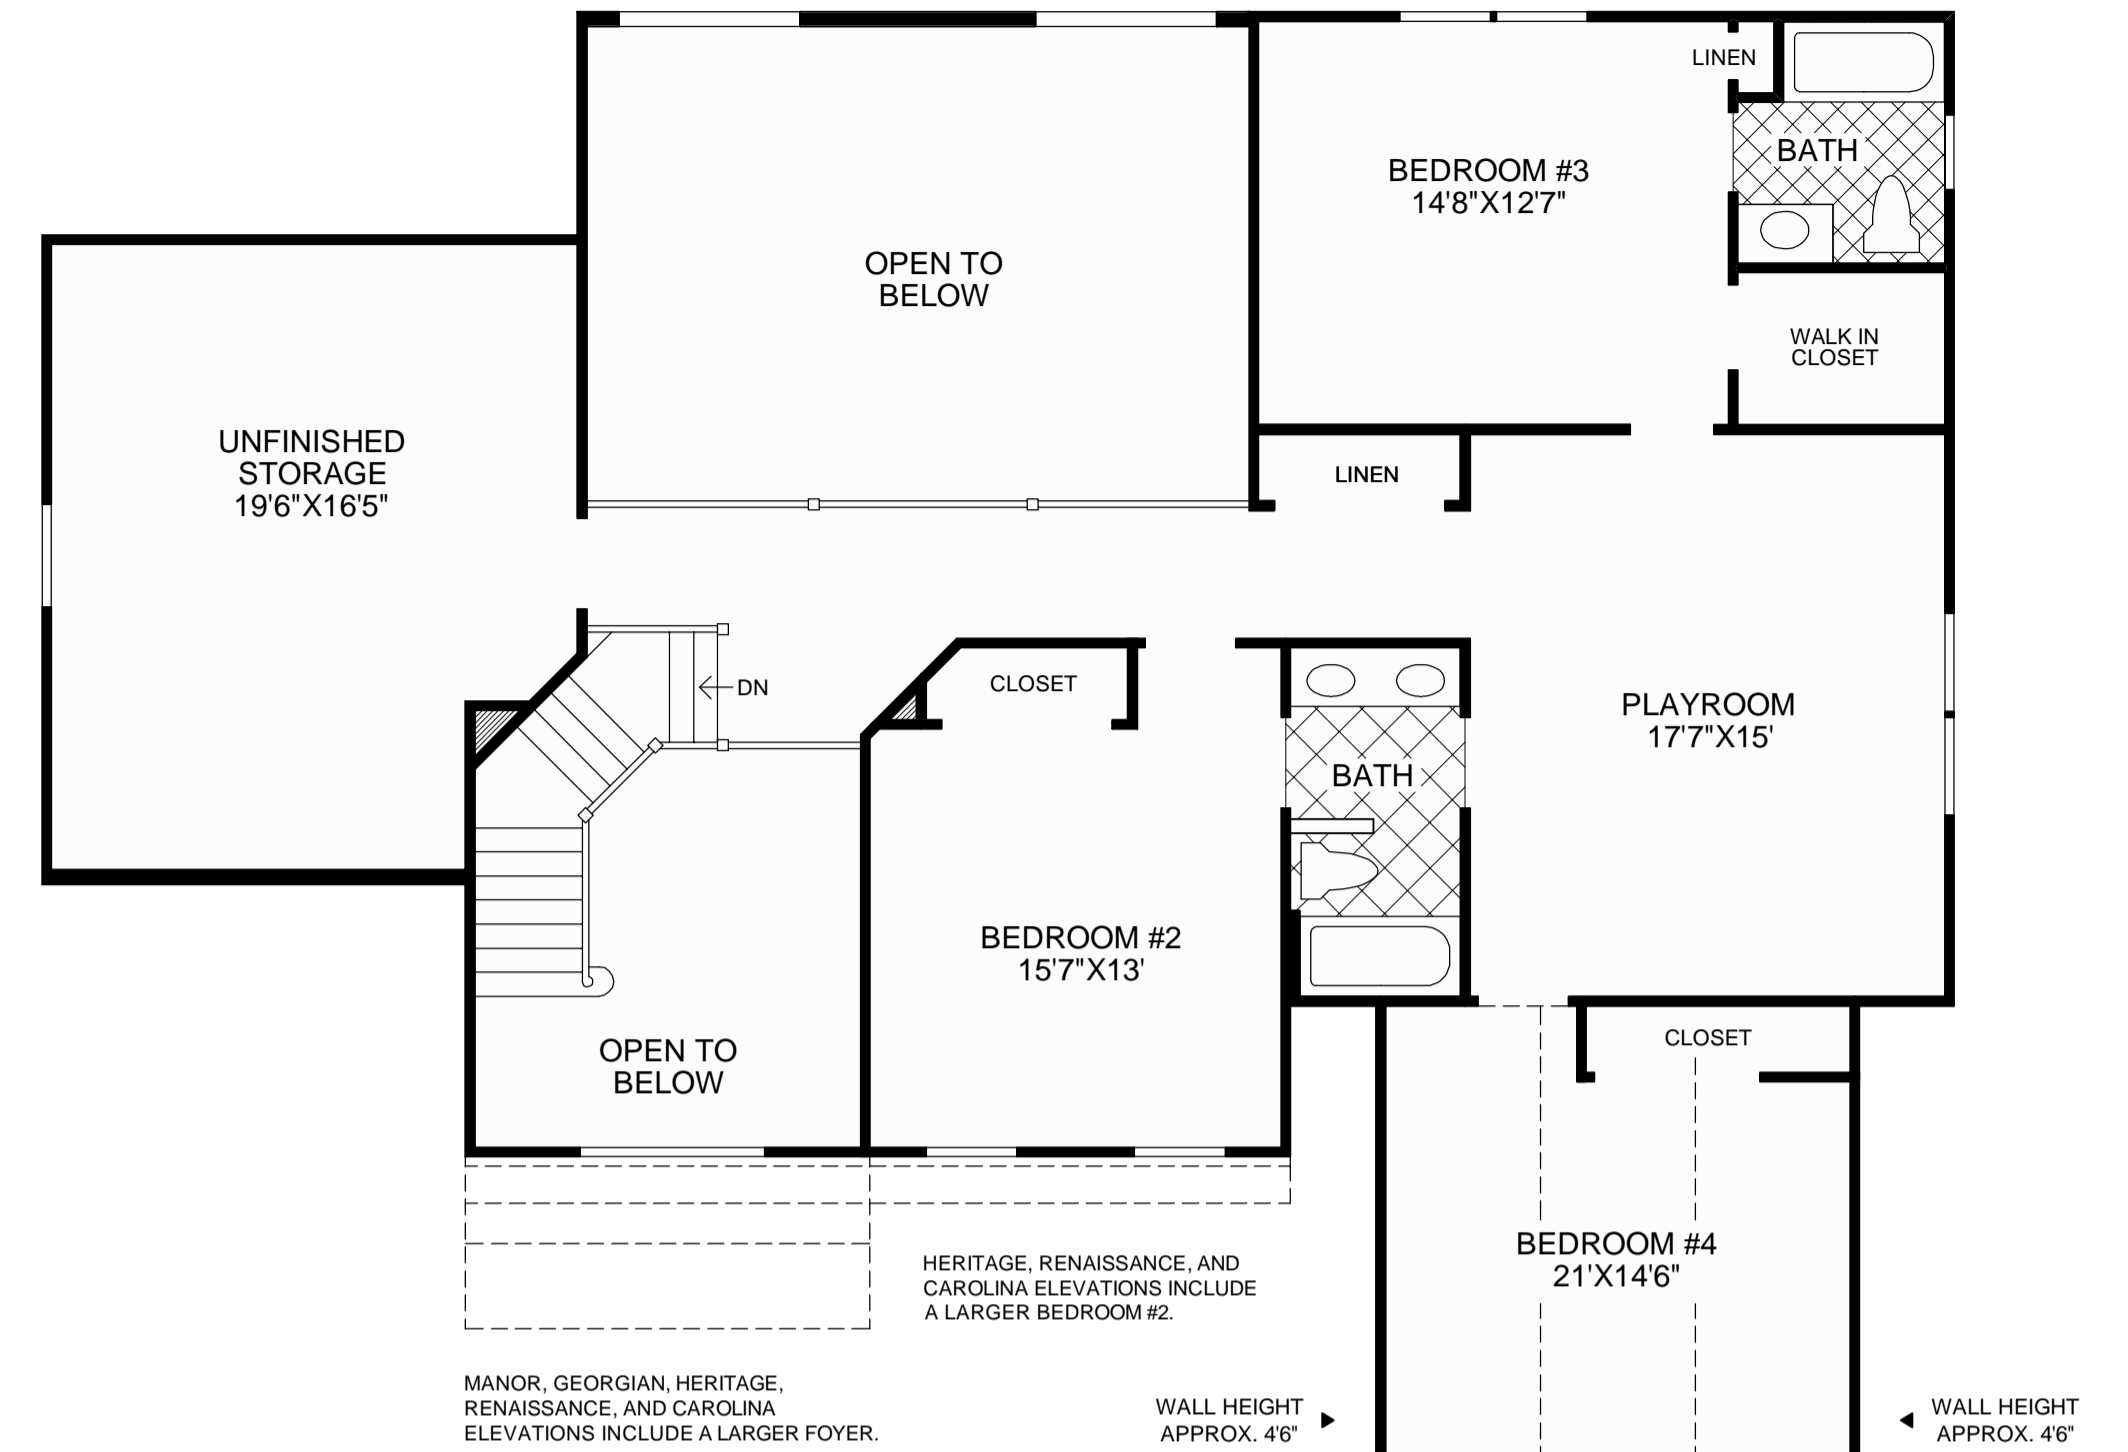 LINEN
BATH
BEDROOM #3
14'8"X12'7"
OPEN TO
BELOW
WALK IN
CLOSET
UNFINISHED
STORAGE
19'6"X16'5"
LINEN
DN
CLOSET
PLAYROOM
17'7"X15'
BATH
BEDROOM #2
15'7"X13'
OPEN TO
BELOW
CLOSET
BEDROOM #4
21'X14'6"
HERITAGE, RENAISSANCE, AND
CAROLINA ELEVATIONS INCLUDE
A LARGER BEDROOM #2.
MANOR, GEORGIAN, HERITAGE,
RENAISSANCE, AND CAROLINA
ELEVATIONS INCLUDE A LARGER FOYER.
WALL HEIGHT
APPROX. 4'6"
WALL HEIGHT
APPROX. 4'6"